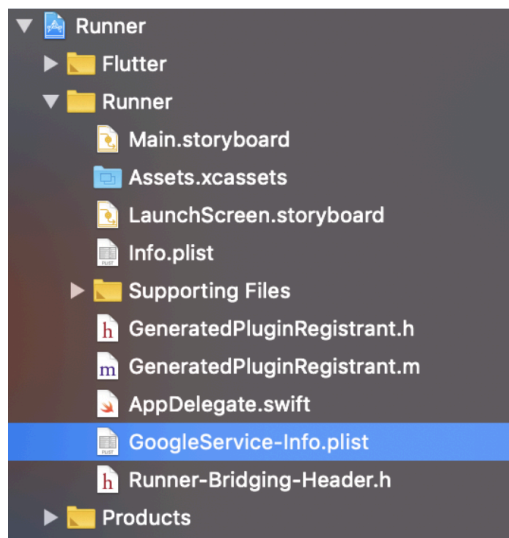 Runner
Flutter
Runner
Main.storyboard
Assets.xcassets
LaunchScreen.storyboard
Info.plist
Supporting Files
h GeneratedPluginRegistrant.h
m GeneratedPluginRegistrant.m
AppDelegate.swift
GoogleService-Info.plist
h Runner-Bridging-Header.h
Products